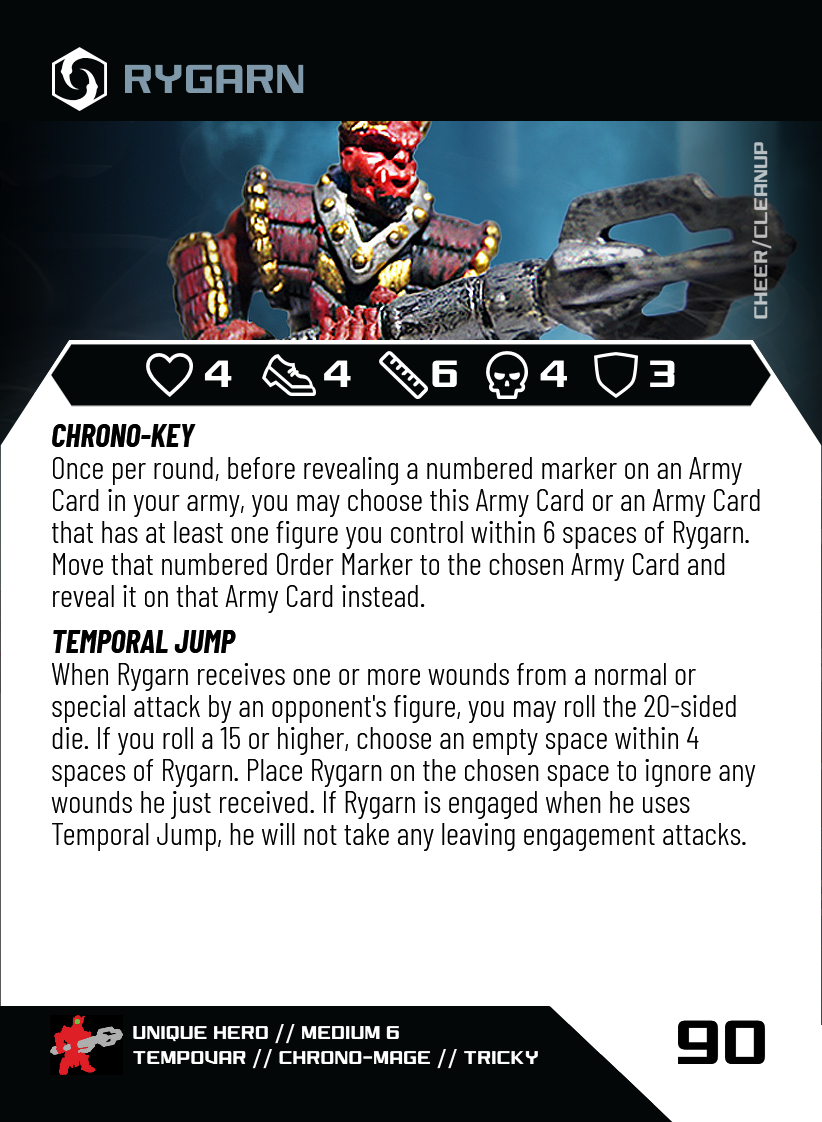 RYGARN
CHEER/CLEANUP
4 4 6 4 3
CHRONO-KEY
Once per round, before revealing a numbered marker on an Army
Card in your army, you may choose this Army Card or an Army Card
that has at least one figure you control within 6 spaces of Rygarn.
Move that numbered Order Marker to the chosen Army Card and
reveal it on that Army Card instead.
TEMPORAL JUMP
When Rygarn receives one or more wounds from a normal or
special attack by an opponent's figure, you may roll the 20-sided
die. If you roll a 15 or higher, choose an empty space within 4
spaces of Rygarn. Place Rygarn on the chosen space to ignore any
wounds he just received. If Rygarn is engaged when he uses
Temporal Jump, he will not take any leaving engagement attacks.
UNIQUE HERO // MEDIUM 6
TEMPOVAR // CHRONO-MAGE // TRICKY
90